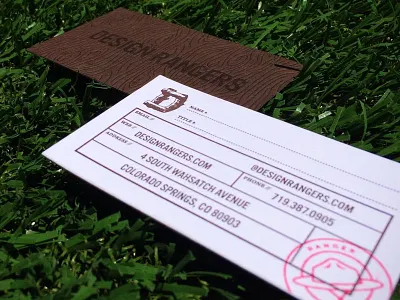 DESIGN RANGERS
NAME
TITLE
EMAIL @DESIGNRANGERS.COM
WEB DESIGNRANGERS.COM PHONE 719.387.0905
ADDRESS 4 SOUTH WAHSATCH AVENUE
COLORADO SPRINGS, CO 80903
RANGER